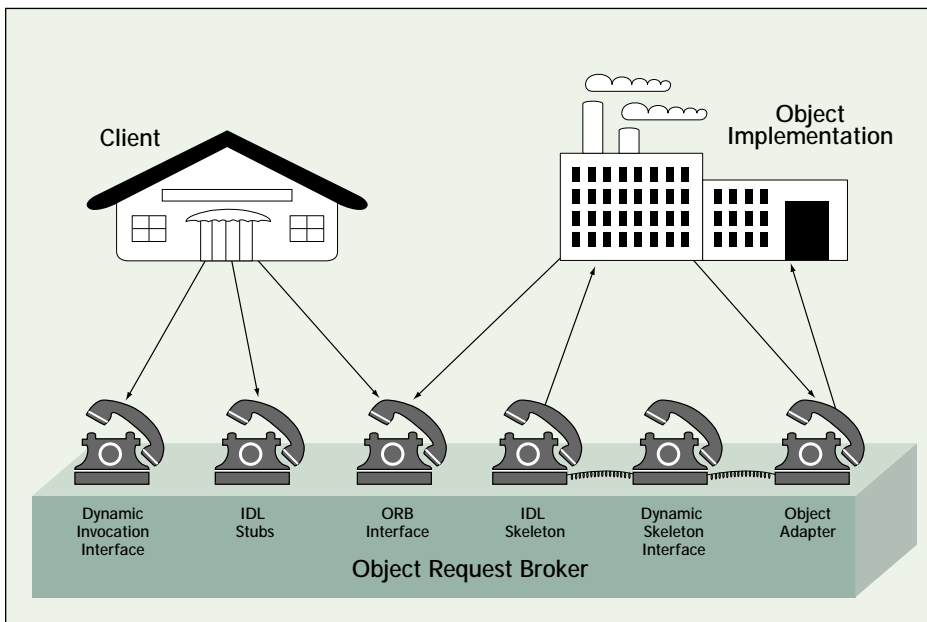 Client
Object
Implementation
Dynamic
Invocation
Interface
IDL
Stubs
ORB
Interface
IDL
Skeleton
Dynamic
Skeleton
Interface
Object
Adapter
Object Request Broker